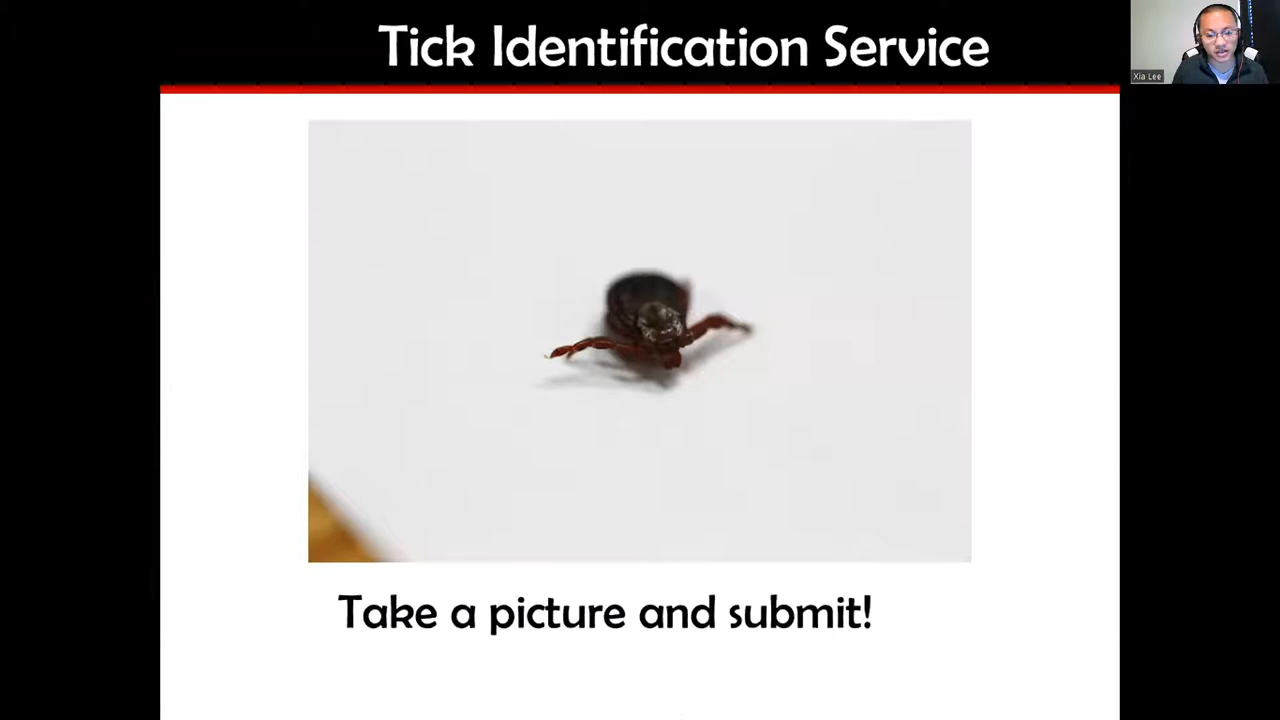 Tick Identification Service
Xia Lee
Take a picture and submit!